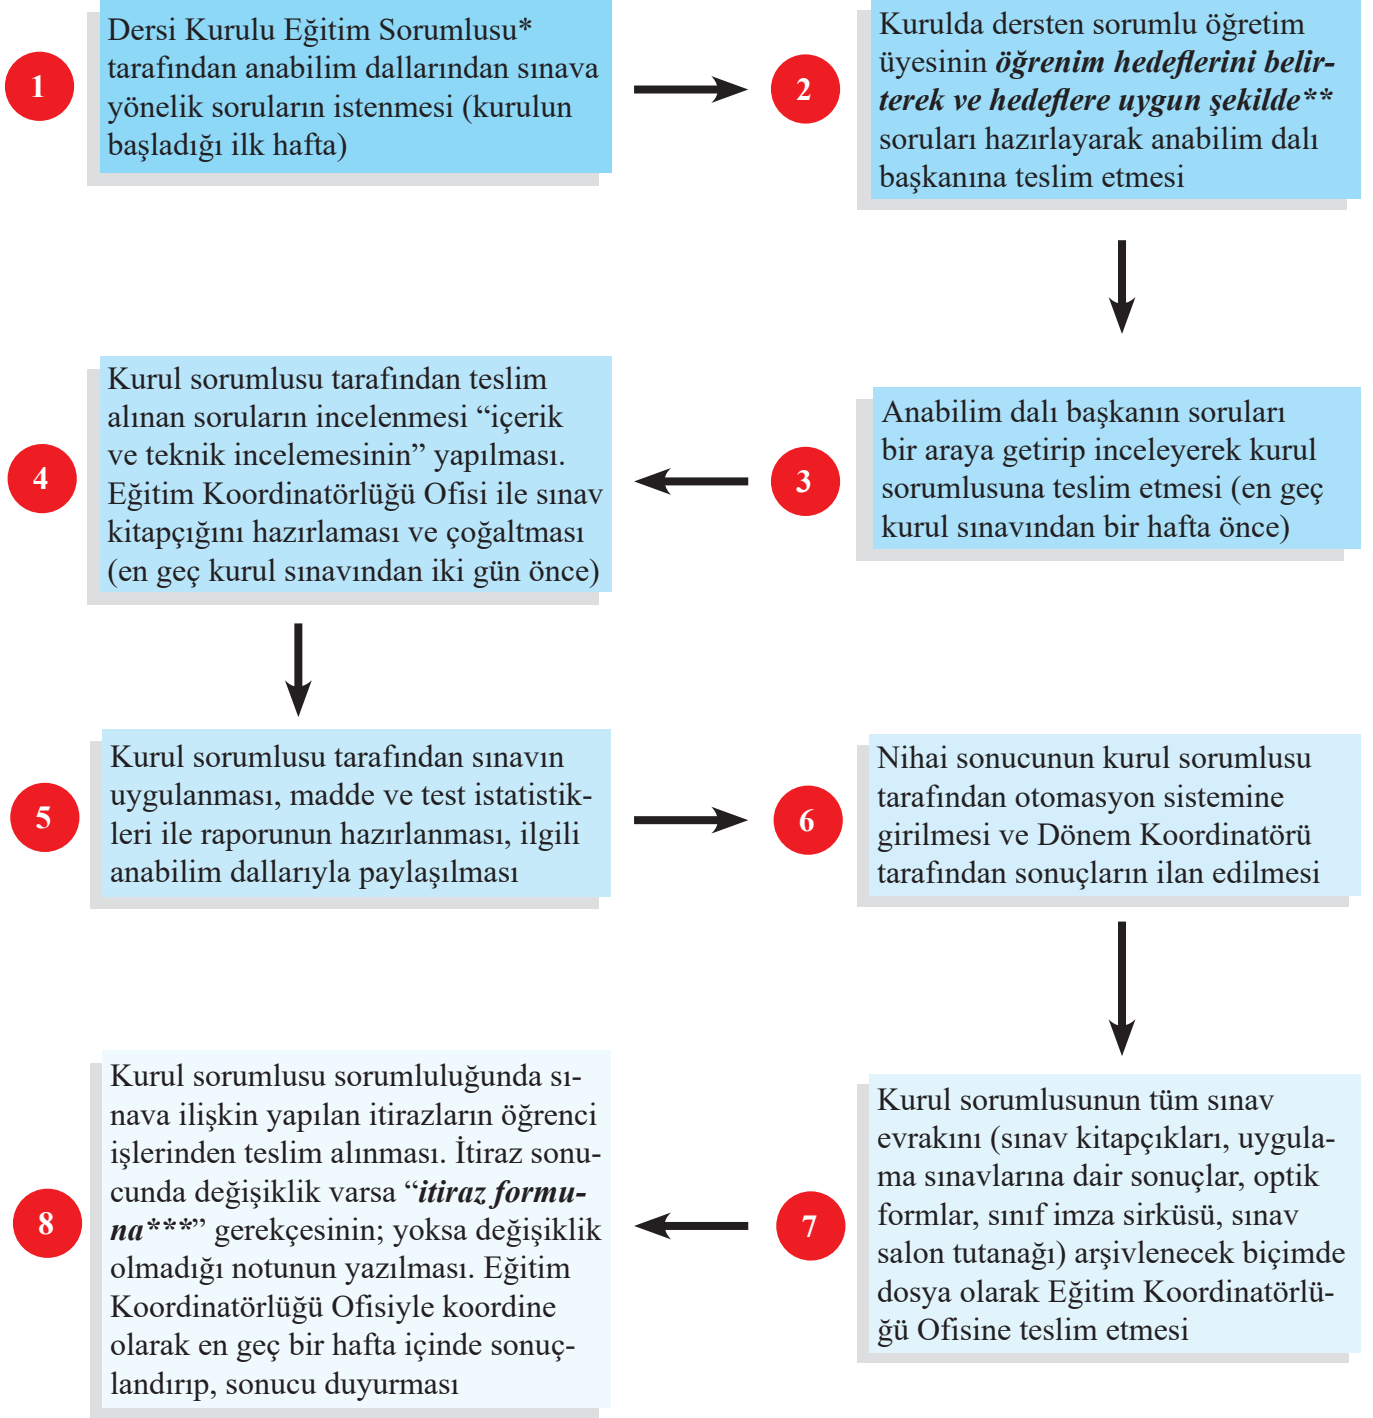 1
Dersi Kurulu Eğitim Sorumlusu*
tarafından anabilim dallarından sınava
yönelik soruların istenmesi (kurulun
başladığı ilk hafta)
2
Kurulda dersten sorumlu öğretim
üyesinin öğrenim hedeflerini belir-
terek ve hedeflere uygun şekilde**
soruları hazırlayarak anabilim dalı
başkanına teslim etmesi
3
Anabilim dalı başkanın soruları
bir araya getirip inceleyerek kurul
sorumlusuna teslim etmesi (en geç
kurul sınavından bir hafta önce)
4
Kurul sorumlusu tarafından teslim
alınan soruların incelenmesi “içerik
ve teknik incelemesinin” yapılması.
Eğitim Koordinatörlüğü Ofisi ile sınav
kitapçığını hazırlaması ve çoğaltması
(en geç kurul sınavından iki gün önce)
5
Kurul sorumlusu tarafından sınavın
uygulanması, madde ve test istatistik-
leri ile raporunun hazırlanması, ilgili
anabilim dallarıyla paylaşılması
6
Nihai sonucunun kurul sorumlusu
tarafından otomasyon sistemine
girilmesi ve Dönem Koordinatörü
tarafından sonuçların ilan edilmesi
7
Kurul sorumlusunun tüm sınav
evrakını (sınav kitapçıkları, uygula-
ma sınavlarına dair sonuçlar, optik
formlar, sınıf imza sirküsü, sınav
salon tutanağı) arşivlenecek biçimde
dosya olarak Eğitim Koordinatörlü-
ğü Ofisine teslim etmesi
8
Kurul sorumlusu sorumluluğunda sı-
nava ilişkin yapılan itirazların öğrenci
işlerinden teslim alınması. İtiraz sonu-
cunda değişiklik varsa “itiraz formu-
na***” gerekçesinin; yoksa değişiklik
olmadığı notunun yazılması. Eğitim
Koordinatörlüğü Ofisiyle koordine
olarak en geç bir hafta içinde sonuç-
landırıp, sonucu duyurması